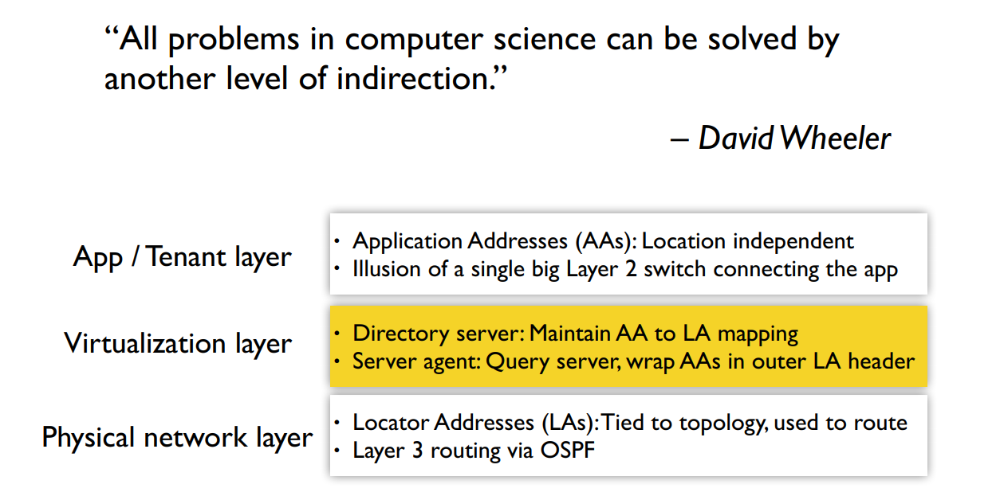 “All problems in computer science can be solved by
another level of indirection.”
– David Wheeler
App / Tenant layer
• Application Addresses (AAs): Location independent
• Illusion of a single big Layer 2 switch connecting the app
Virtualization layer
• Directory server: Maintain AA to LA mapping
• Server agent: Query server, wrap AAs in outer LA header
Physical network layer
• Locator Addresses (LAs): Tied to topology, used to route
• Layer 3 routing via OSPF